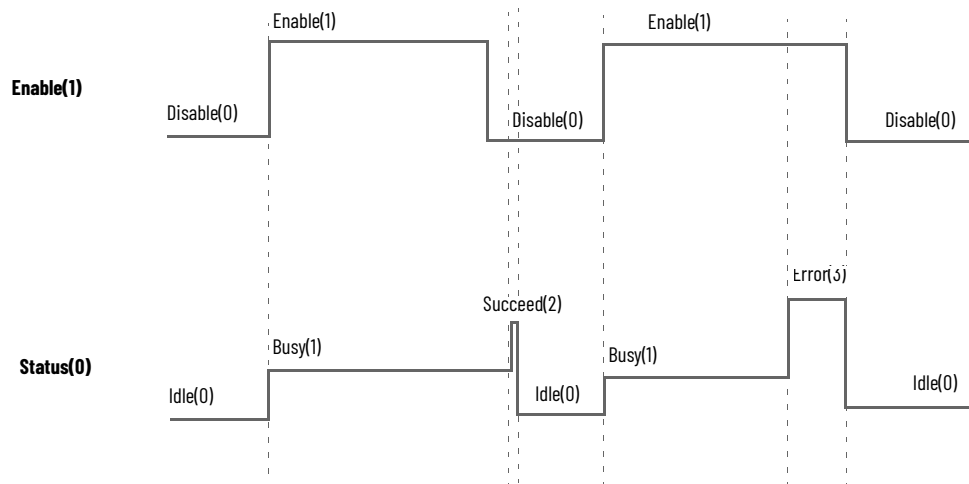 Enable(1)
Enable(1)
Enable(1)
Disable(0)
Disable(0)
Disable(0)
Error(3)
Succeed(2)
Busy(1)
Busy(1)
Status(0)
Idle(0)
Idle(0)
Idle(0)